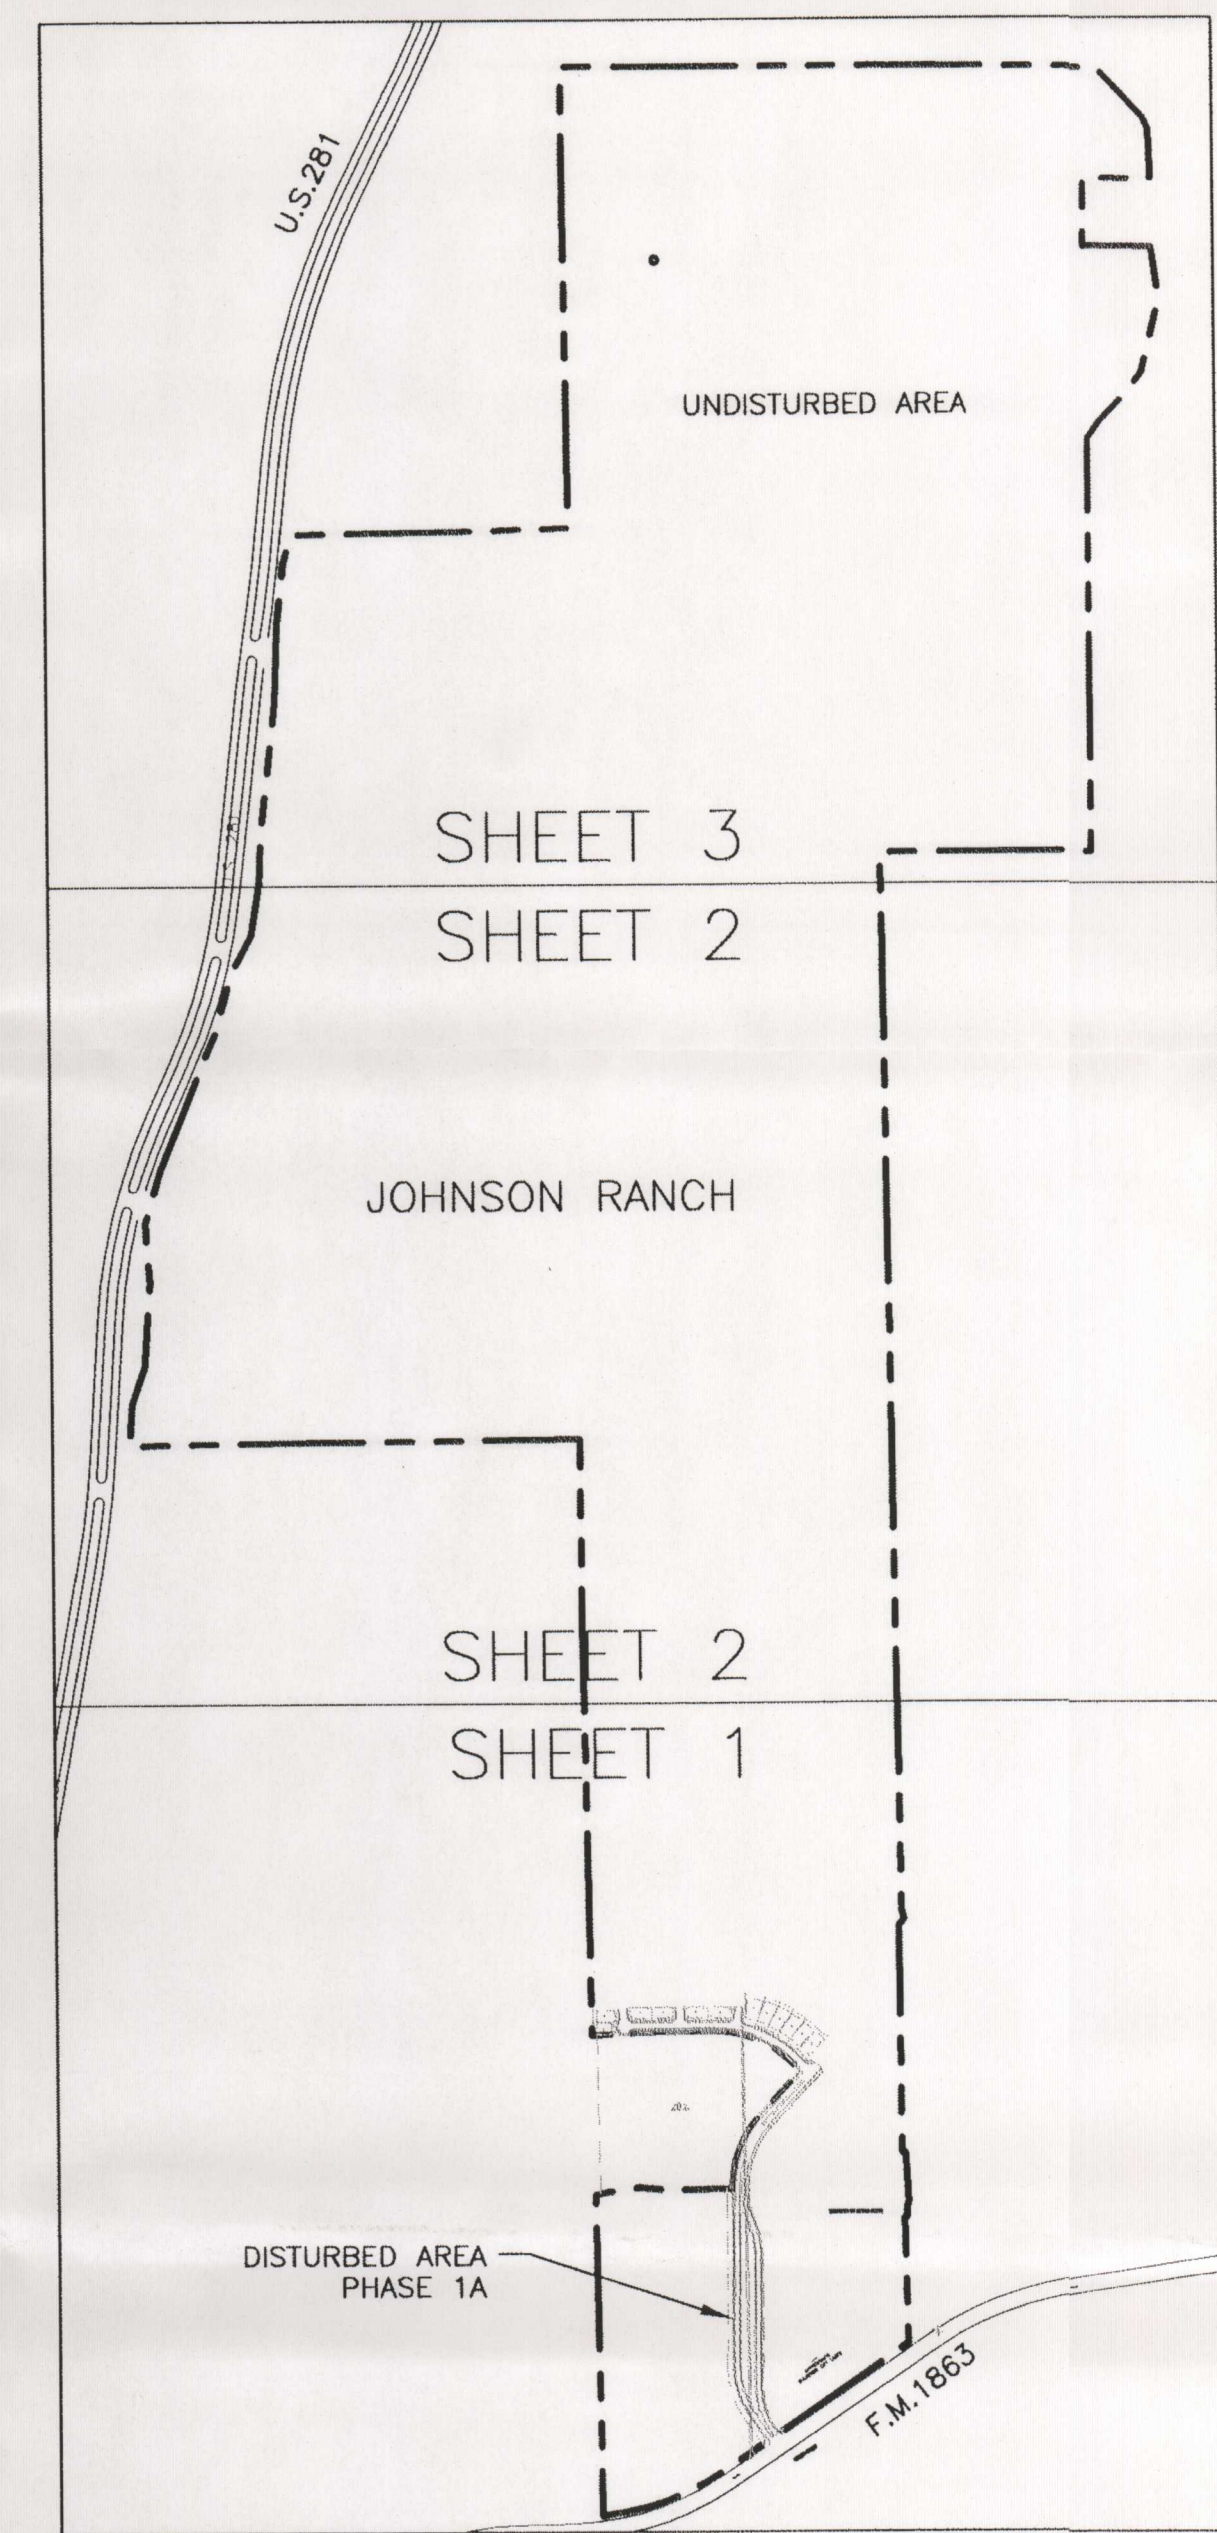 U.S.281
UNDISTURBED AREA
SHEET 3
SHEET 2
JOHNSON RANCH
SHEET 2
SHEET 1
DISTURBED AREA
PHASE 1A
F.M.1863